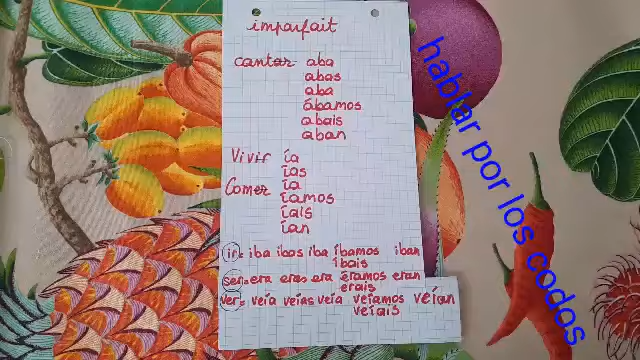 imparfait
cantar aba
abas
aba
ábamos
abais
aban
Vivir ía
ías
Comer ía
íamos
íais
ían
ir = iba ibas iba íbamos iban
ibais
ser = era eras era éramos eran
erais
ver = veía veías veía veíamos veían
veíais
hablar por los codos